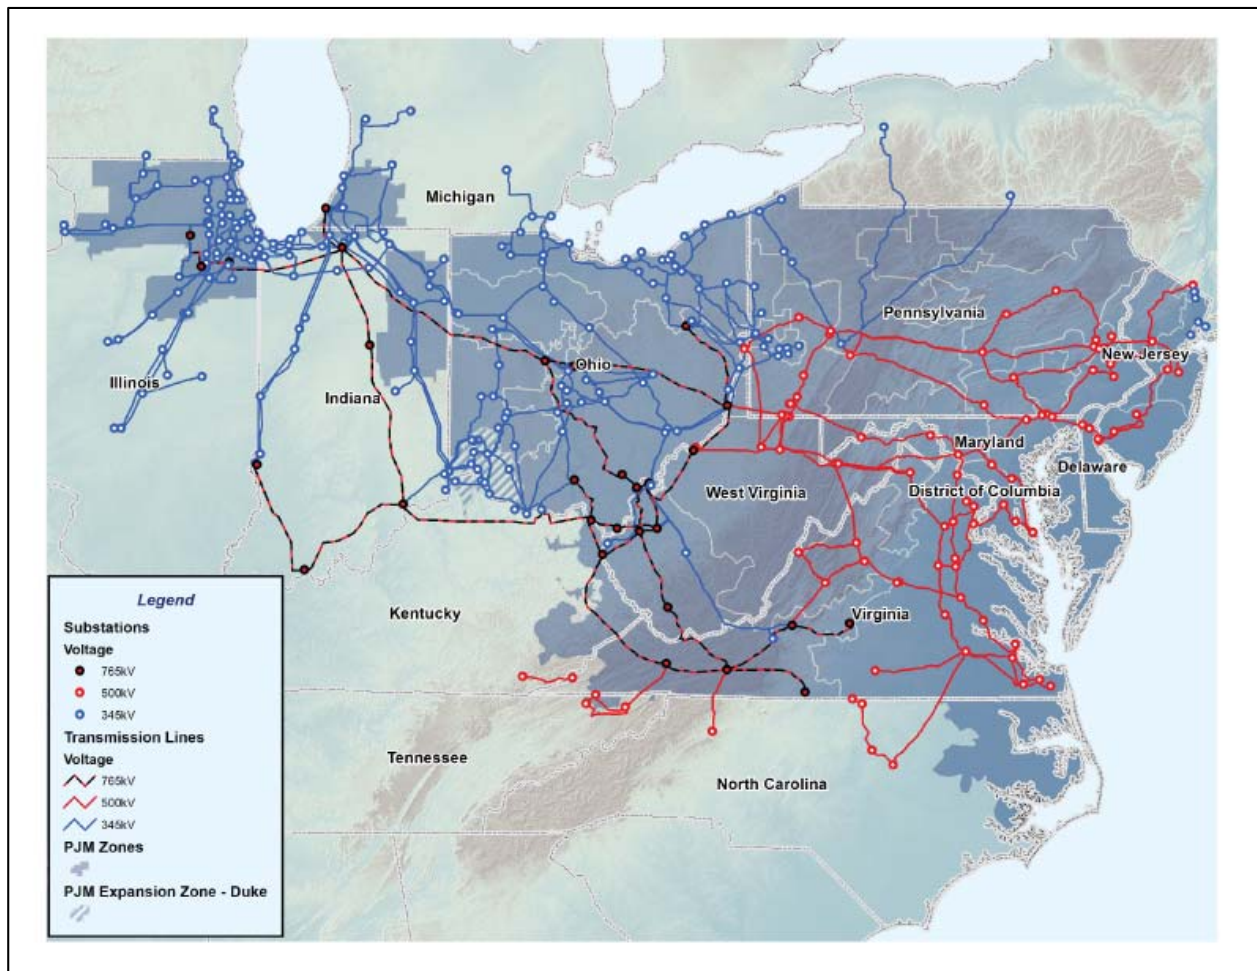 Michigan
Pennsylvania
New Jersey
Ohio
Illinois
Indiana
Maryland
Delaware
West Virginia
District of Columbia
Kentucky
Virginia
Tennessee
North Carolina
Legend
Substations
Voltage
765kV
500kV
345kV
Transmission Lines
Voltage
765kV
500kV
345kV
PJM Zones
PJM Expansion Zone - Duke